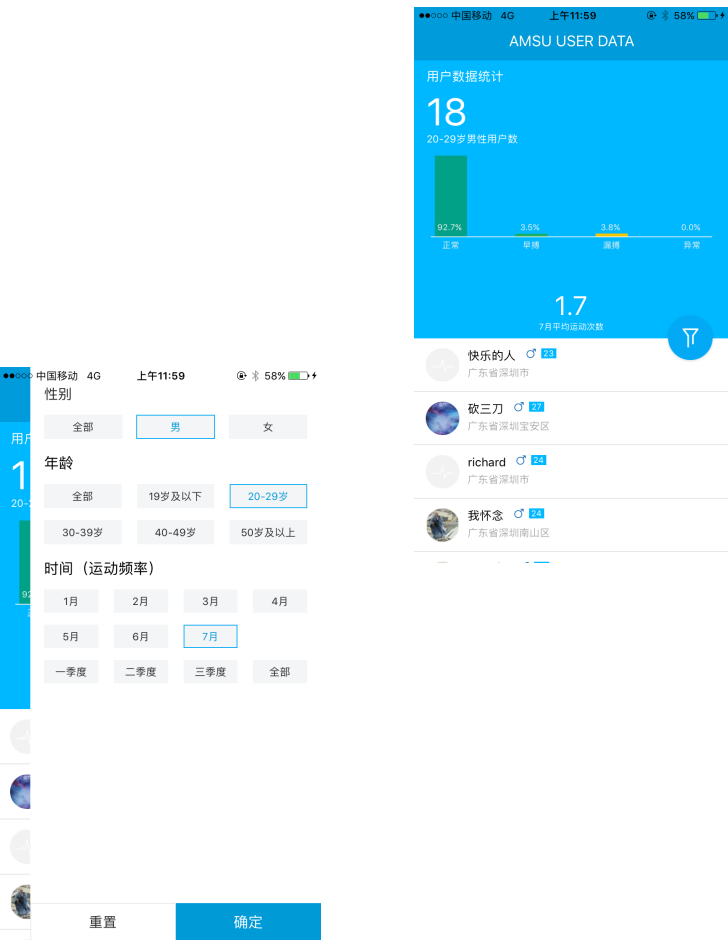 中国移动 4G 上午11:59 58%
AMSU USER DATA
用户数据统计
18
20-29岁男性用户数
92.7% 3.5% 3.8% 0.0%
正常 早搏 漏搏 异常
1.7
7月平均运动次数
快乐的人 23
广东省深圳市
砍三刀 27
广东省深圳宝安区
richard 24
广东省深圳市
我怀念 24
广东省深圳南山区
中国移动 4G 上午11:59 58%
性别
全部 男 女
年龄
全部 19岁及以下 20-29岁
30-39岁 40-49岁 50岁及以上
时间（运动频率）
1月 2月 3月 4月
5月 6月 7月
一季度 二季度 三季度 全部
重置 确定